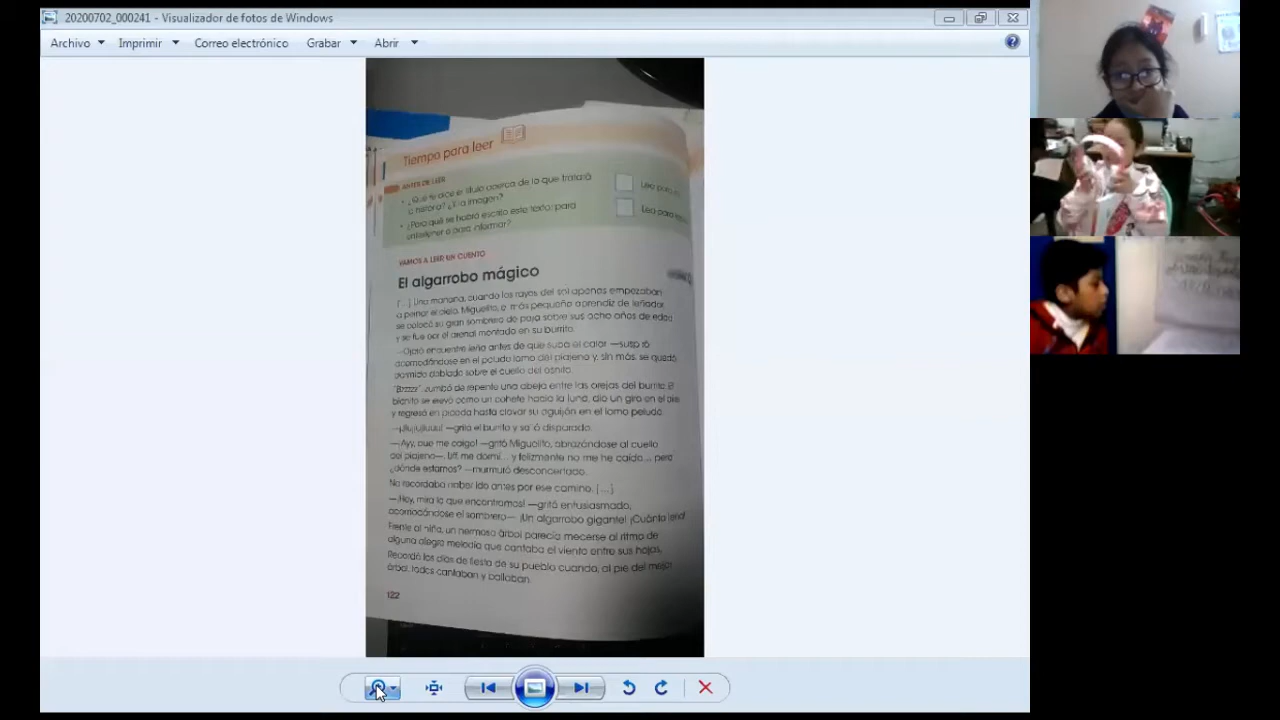 20200702_000241 - Visualizador de fotos de Windows
Archivo Imprimir Correo electrónico Grabar Abrir
Tiempo para leer
ANTES DE LEER
• ¿Qué te dice el título acerca de lo que tratará
la historia? ¿Y la imagen?
• ¿Para qué se habrá escrito este texto: para
entretener o para informar?
Leo para
Leo para
VAMOS A LEER UN CUENTO
El algarrobo mágico
[...] Una mañana, cuando los rayos del sol apenas empezaban
a peinar el cielo, Miguelito, el más pequeño aprendiz de leñador,
se colocó su gran sombrero de paja sobre sus ocho años de edad
y se fue por el arenal montado en su burrito.
—Ojalá encuentre leña antes de que suba el calor —suspiró
acomodándose en el peludo lomo del piajeno y, sin más, se quedó
dormido doblado sobre el cuello del asnito.
"Bzzzz" zumbó de repente una abeja entre las orejas del burrito. El
bichito se elevó como un cohete hacia la luna, dio un giro en el aire
y regresó en picada hasta clavar su aguijón en el lomo peludo.
—gritó el burrito y salió disparado.
—¡Ayy, que me caigo! —gritó Miguelito, abrazándose al cuello
del piajeno—. Uff, me dormí... y felizmente no me he caído... pero
¿dónde estamos? —murmuró desconcertado.
No recordaba haber ido antes por ese camino. [...]
—¡Hey, mira lo que encontramos! —gritó entusiasmado,
acomodándose el sombrero—. ¡Un algarrobo gigante! ¡Cuánta leña!
Frente al niño, un hermoso árbol parecía mecerse al ritmo de
alguna alegre melodía que cantaba el viento entre sus hojas.
Recordó los días de fiesta de su pueblo cuando, al pie del mejor
árbol, todos cantaban y bailaban.
122